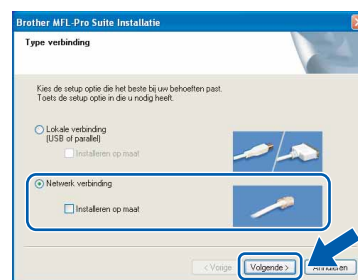 Brother MFL-Pro Suite Installatie
Type verbinding
Kies de setup optie die het beste bij uw behoeften past.
Toets de setup optie in die u nodig heeft.
Lokale verbinding
(USB of parallel)
Installeren op maat
Netwerk verbinding
Installeren op maat
< Vorige
Volgende >
Annuleren